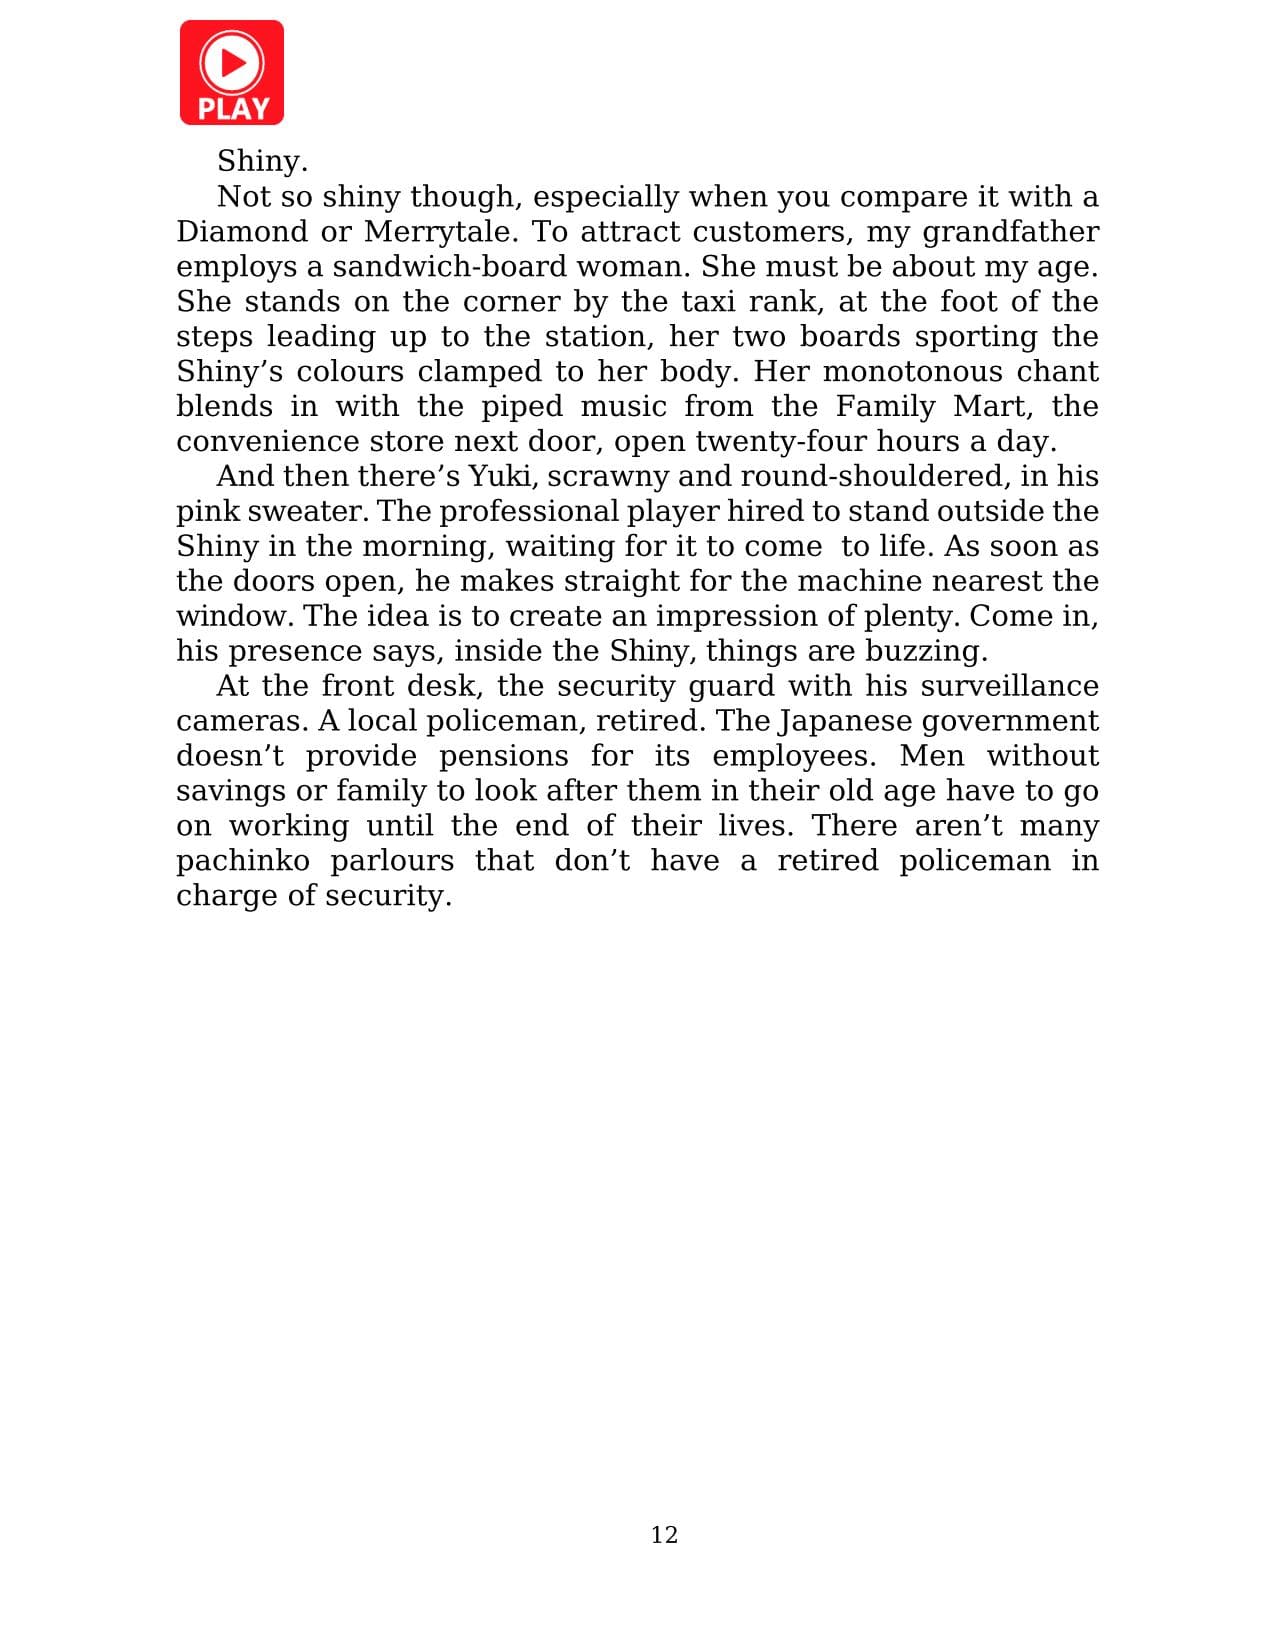 PLAY
Shiny.
Not so shiny though, especially when you compare it with a
Diamond or Merrytale. To attract customers, my grandfather
employs a sandwich-board woman. She must be about my age.
She stands on the corner by the taxi rank, at the foot of the
steps leading up to the station, her two boards sporting the
Shiny’s colours clamped to her body. Her monotonous chant
blends in with the piped music from the Family Mart, the
convenience store next door, open twenty-four hours a day.
And then there’s Yuki, scrawny and round-shouldered, in his
pink sweater. The professional player hired to stand outside the
Shiny in the morning, waiting for it to come  to life. As soon as
the doors open, he makes straight for the machine nearest the
window. The idea is to create an impression of plenty. Come in,
his presence says, inside the Shiny, things are buzzing.
At the front desk, the security guard with his surveillance
cameras. A local policeman, retired. The Japanese government
doesn’t provide pensions for its employees. Men without
savings or family to look after them in their old age have to go
on working until the end of their lives. There aren’t many
pachinko parlours that don’t have a retired policeman in
charge of security.
12